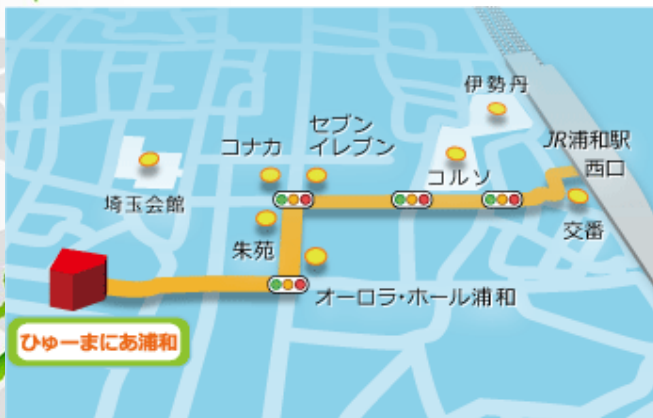 伊勢丹
セブン
イレブン
コナカ
JR浦和駅
西口
コルソ
埼玉会館
交番
朱苑
オーロラ・ホール浦和
ひゅーまにあ浦和